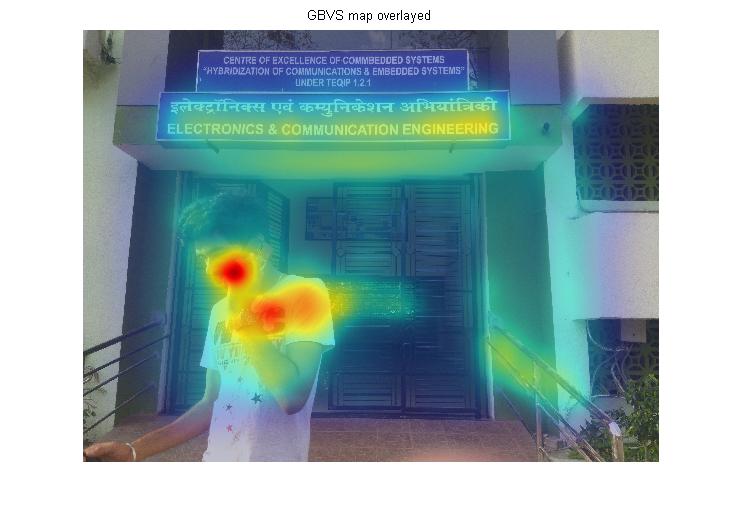 GBVS map overlayed
CENTRE OF EXCELLENCE OF COMMBEDDED SYSTEMS
"HYBRIDIZATION OF COMMUNICATIONS & EMBEDDED SYSTEMS"
UNDER TEQIP 1.2.1
इलेक्ट्रॉनिक्स एवं कम्युनिकेशन अभियांत्रिकी
ELECTRONICS & COMMUNICATION ENGINEERING